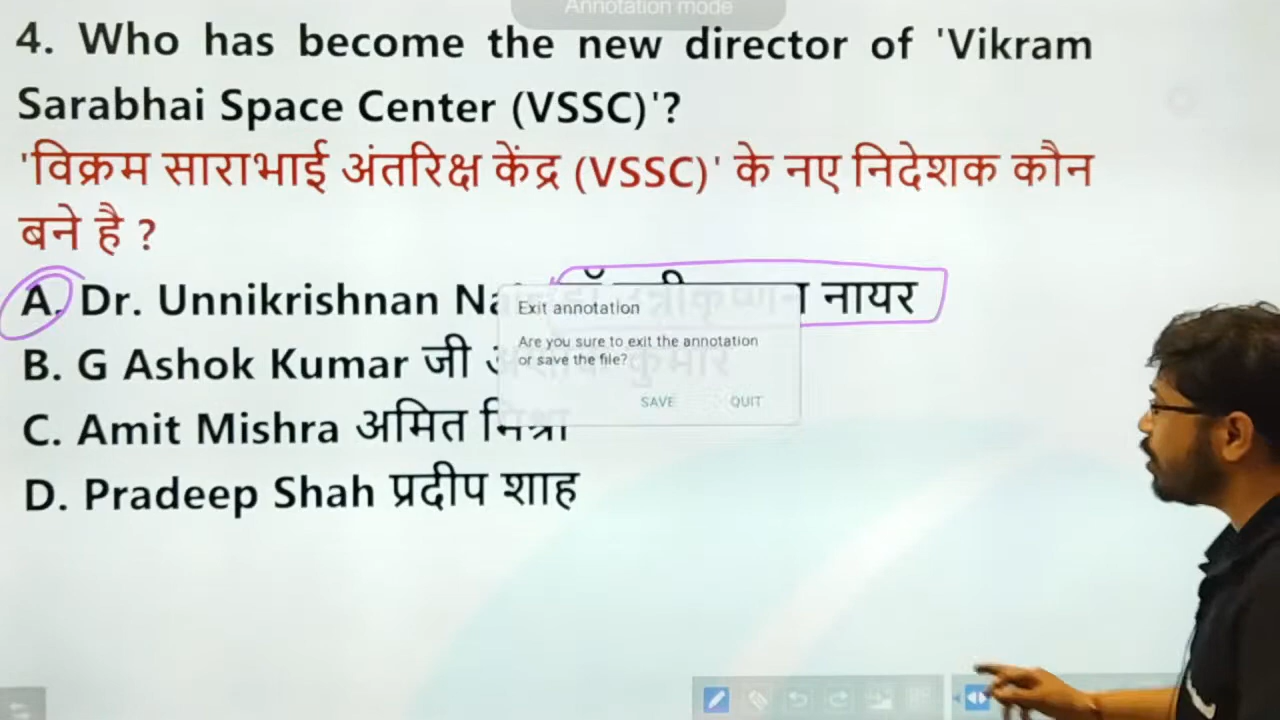 Annotation mode
4. Who has become the new director of 'Vikram
Sarabhai Space Center (VSSC)'?
'विक्रम साराभाई अंतरिक्ष केंद्र (VSSC)' के नए निदेशक कौन
बने है ?
A. Dr. Unnikrishnan नायर
B. G Ashok Kumar जी अशोक कुमार
C. Amit Mishra अमित मिश्रा
D. Pradeep Shah प्रदीप शाह
Exit annotation
Are you sure to exit the annotation
or save the file?
SAVE QUIT